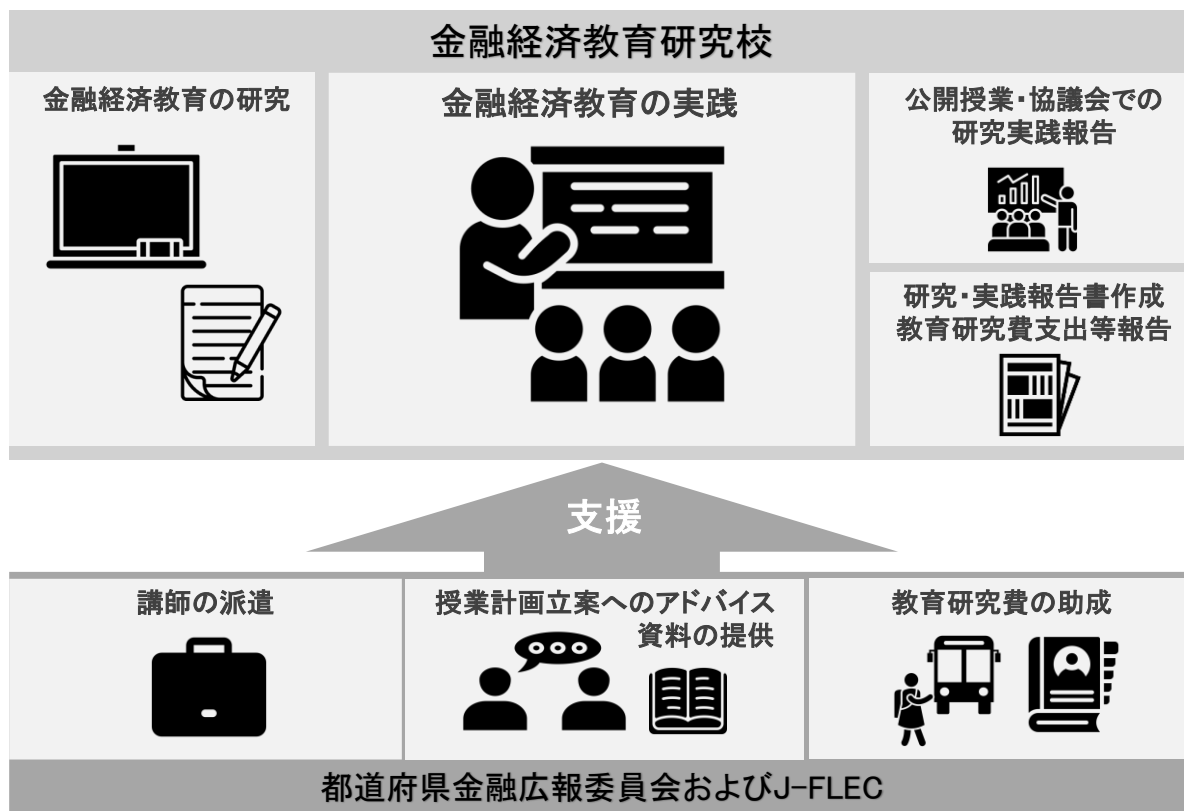 金融経済教育研究校
金融経済教育の研究
金融経済教育の実践
公開授業・協議会での
研究実践報告
研究・実践報告書作成
教育研究費支出等報告
支援
講師の派遣
授業計画立案へのアドバイス
資料の提供
教育研究費の助成
都道府県金融広報委員会およびJ-FLEC